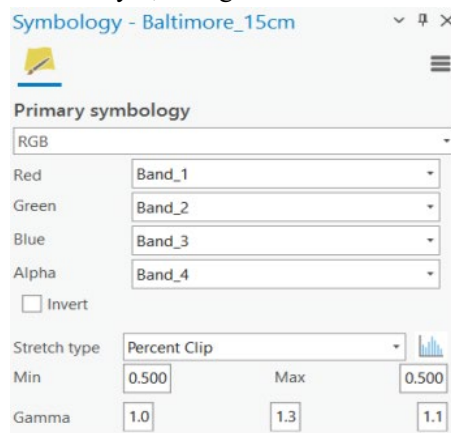 Symbology - Baltimore_15cm
Primary symbology
RGB
Red Band_1
Green Band_2
Blue Band_3
Alpha Band_4
Invert
Stretch type Percent Clip
Min 0.500 Max 0.500
Gamma 1.0 1.3 1.1